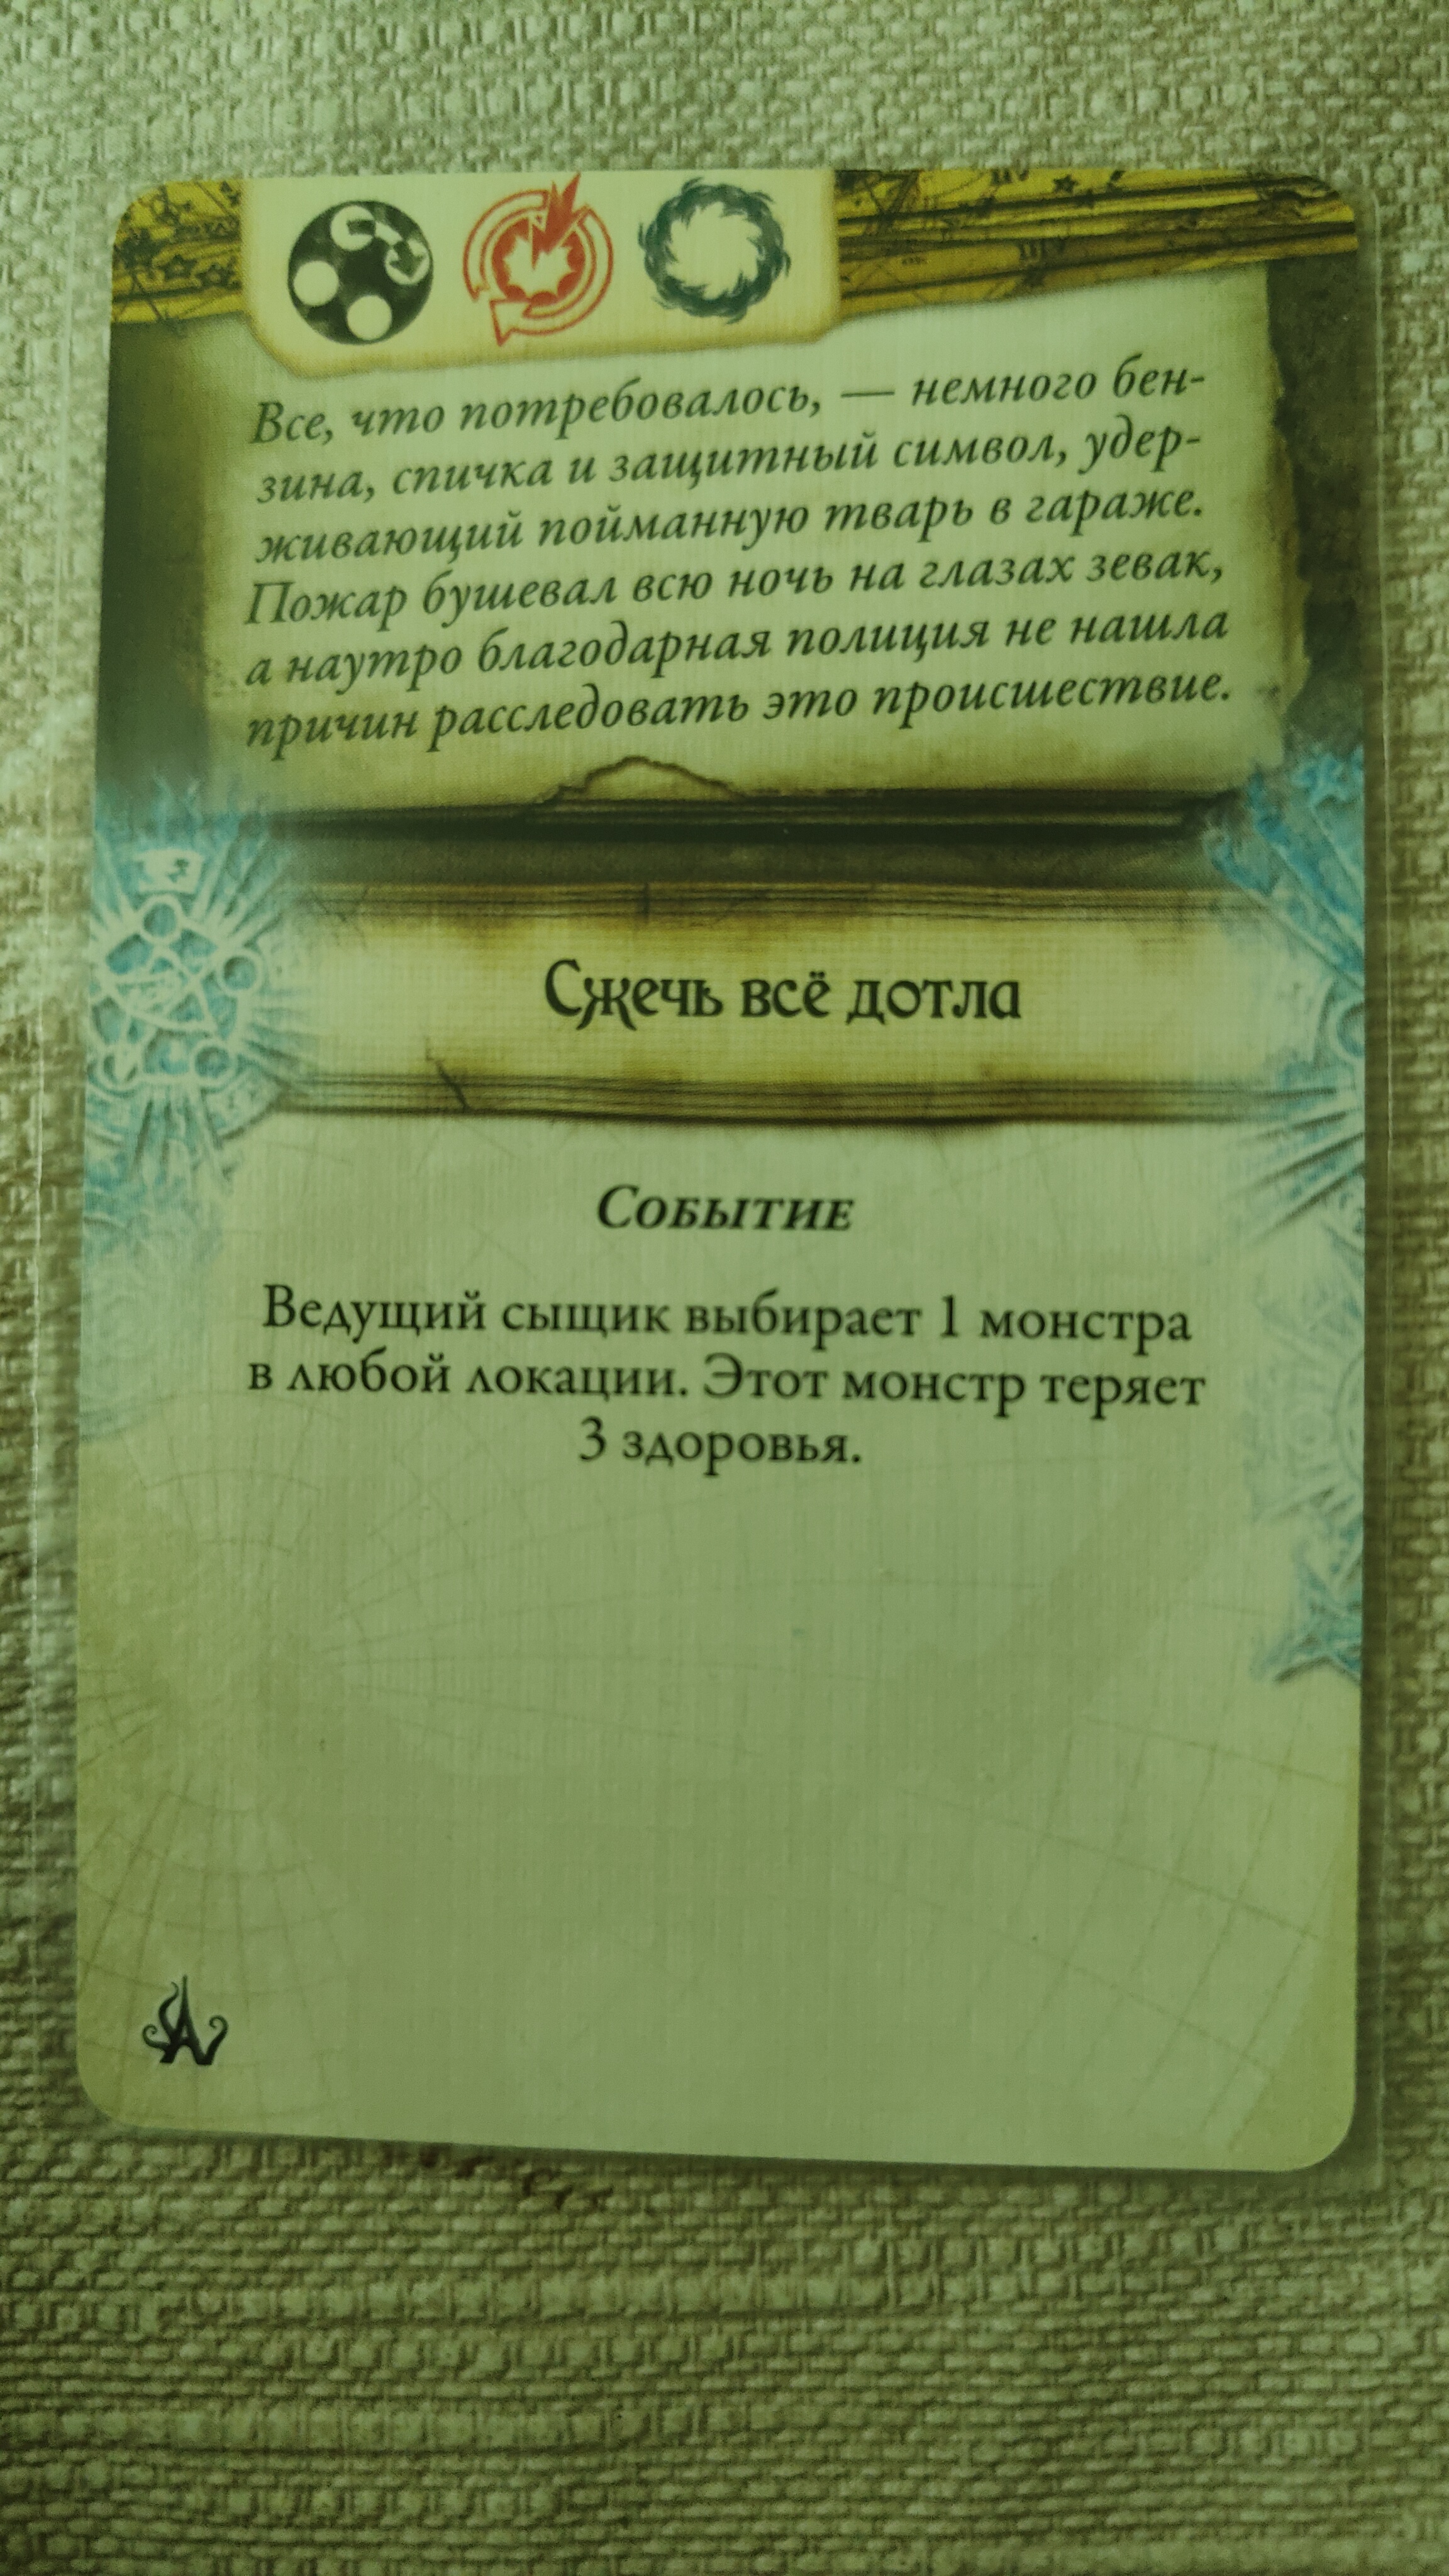 Все, что потребовалось, — немного бен-
зина, спичка и защитный символ, удер-
живающий пойманную тварь в гараже.
Пожар бушевал всю ночь на глазах зевак,
а наутро благодарная полиция не нашла
причин расследовать это происшествие.
Сжечь всё дотла
Событие
Ведущий сыщик выбирает 1 монстра
в любой локации. Этот монстр теряет
3 здоровья.